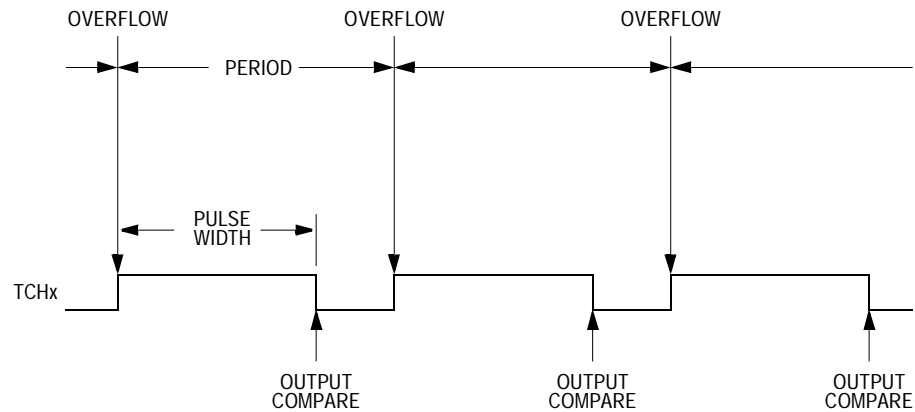 OVERFLOW
OVERFLOW
OVERFLOW
PERIOD
PULSE
WIDTH
TCHx
OUTPUT
COMPARE
OUTPUT
COMPARE
OUTPUT
COMPARE